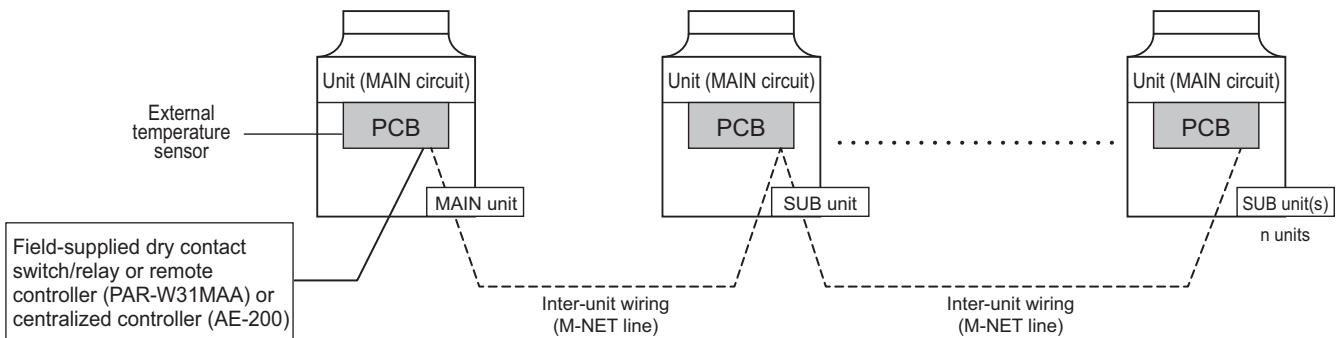 Unit (MAIN circuit)
Unit (MAIN circuit)
Unit (MAIN circuit)
External
temperature
sensor
PCB
PCB
PCB
MAIN unit
SUB unit
SUB unit(s)
n units
Field-supplied dry contact
switch/relay or remote
controller (PAR-W31MAA) or
centralized controller (AE-200)
Inter-unit wiring
(M-NET line)
Inter-unit wiring
(M-NET line)